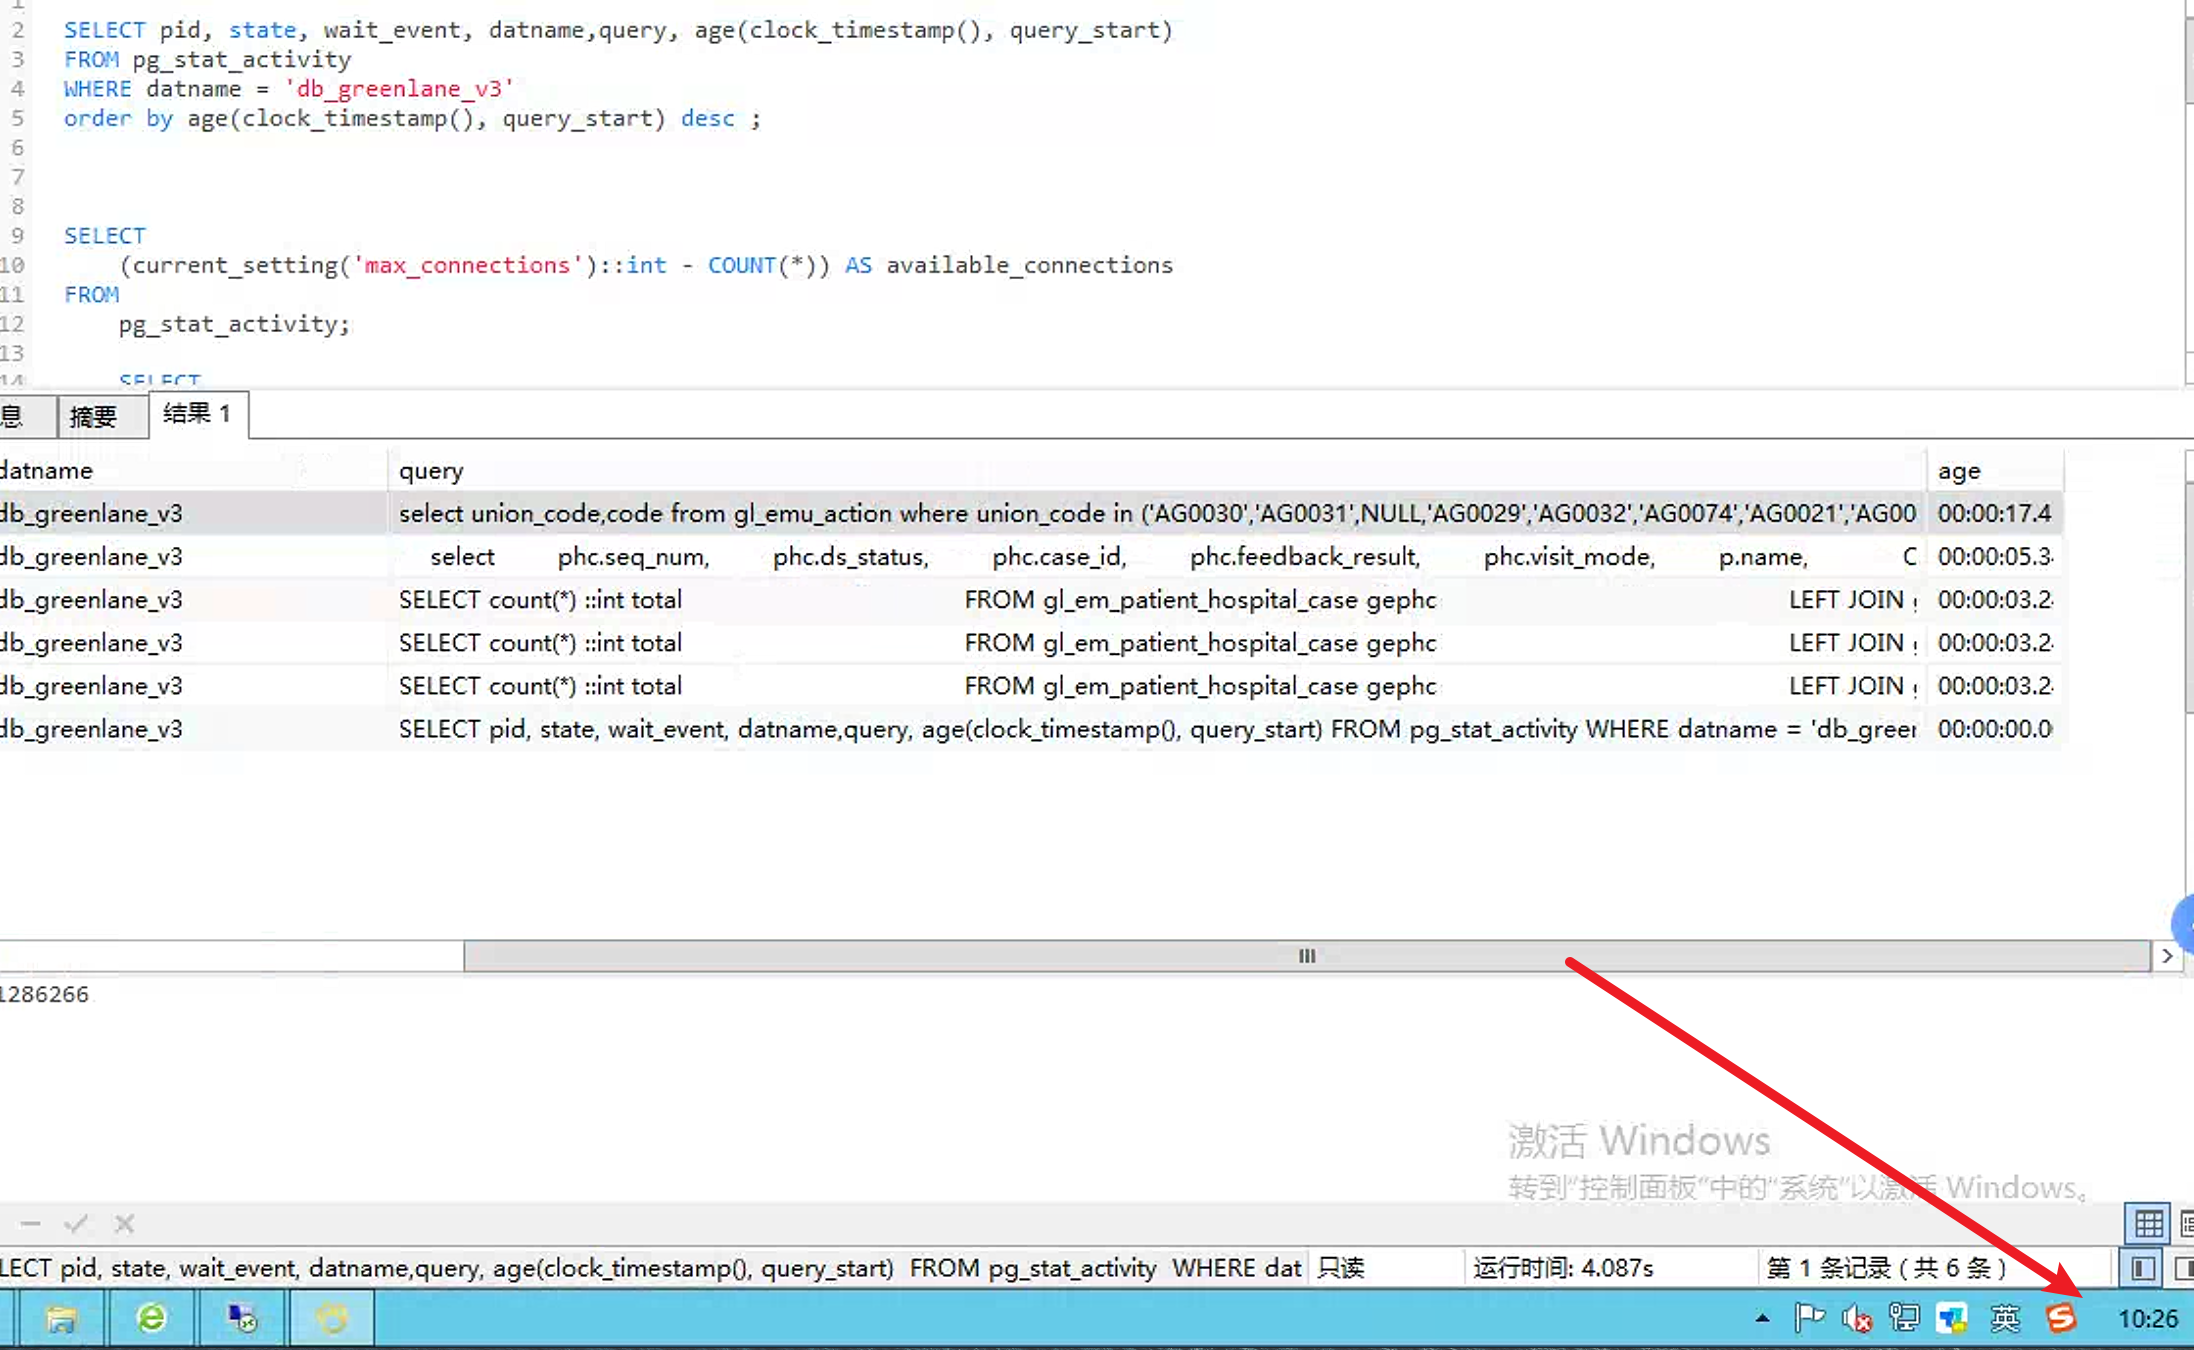 1
2 SELECT pid, state, wait_event, datname,query, age(clock_timestamp(), query_start)
3 FROM pg_stat_activity
4 WHERE datname = 'db_greenlane_v3'
5 order by age(clock_timestamp(), query_start) desc ;
6
7
8
9 SELECT
10 (current_setting('max_connections')::int - COUNT(*)) AS available_connections
11 FROM
12 pg_stat_activity;
13
14 SELECT
息 摘要 结果 1
datname query age
db_greenlane_v3 select union_code,code from gl_emu_action where union_code in ('AG0030','AG0031',NULL,'AG0029','AG0032','AG0074','AG0021','AG00 00:00:17.4
db_greenlane_v3 select phc.seq_num, phc.ds_status, phc.case_id, phc.feedback_result, phc.visit_mode, p.name, C 00:00:05.3
db_greenlane_v3 SELECT count(*) ::int total FROM gl_em_patient_hospital_case gephc LEFT JOIN 00:00:03.2
db_greenlane_v3 SELECT count(*) ::int total FROM gl_em_patient_hospital_case gephc LEFT JOIN 00:00:03.2
db_greenlane_v3 SELECT count(*) ::int total FROM gl_em_patient_hospital_case gephc LEFT JOIN 00:00:03.2
db_greenlane_v3 SELECT pid, state, wait_event, datname,query, age(clock_timestamp(), query_start) FROM pg_stat_activity WHERE datname = 'db_greer 00:00:00.0
1286266
激活 Windows
转到"控制面板"中的"系统"以激活 Windows。
LECT pid, state, wait_event, datname,query, age(clock_timestamp(), query_start) FROM pg_stat_activity WHERE dat 只读 运行时间: 4.087s 第 1 条记录 ( 共 6 条 )
英 10:26